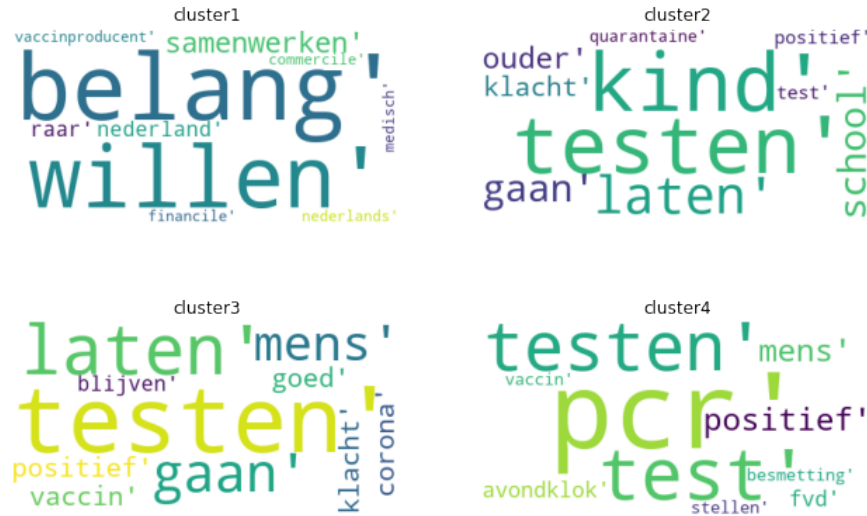 cluster1
vaccinproducent'
samenwerken'
commercile'
belang'
raar'
nederland'
medisch'
willen'
financile'
nederlands'
cluster2
quarantaine'
positief'
ouder'
klacht'
kind'
test'
testen'
school'
gaan'
laten'
cluster3
laten'
mens'
blijven'
goed'
testen'
klacht'
corona'
positief'
gaan'
vaccin'
cluster4
testen'
mens'
vaccin'
pcr'
positief'
test'
besmetting'
avondklok'
fvd'
stellen'